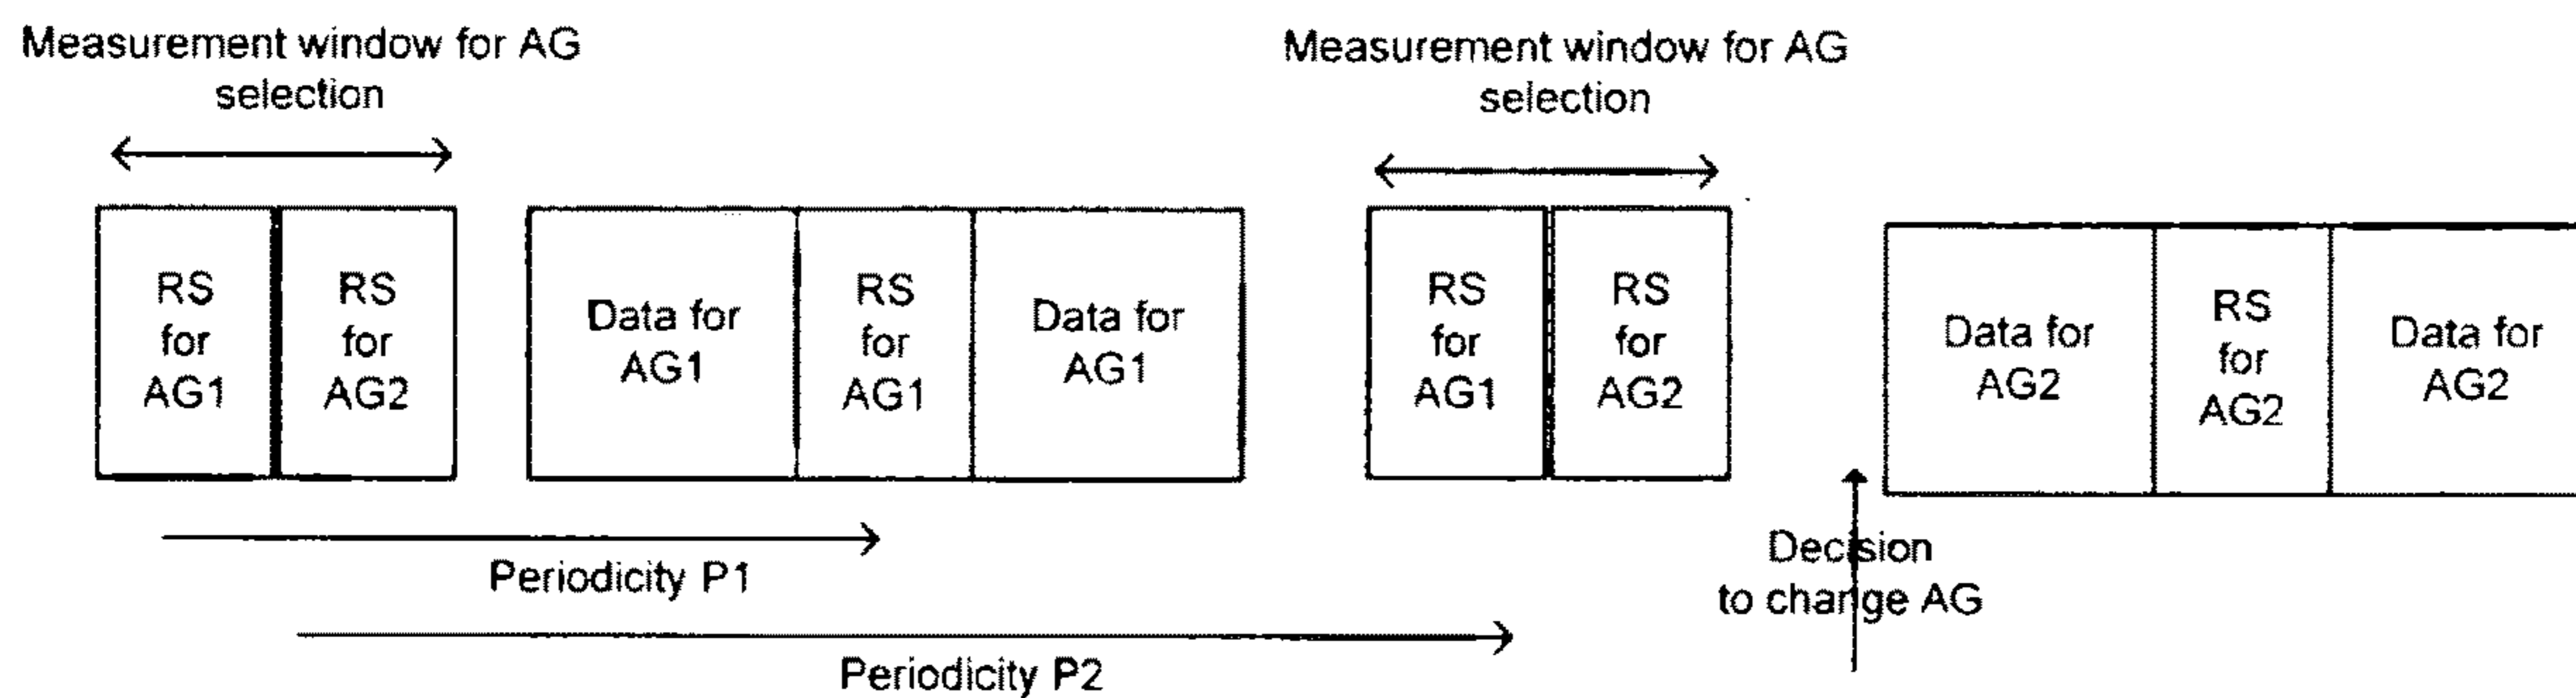 Measurement window for AG
selection
Measurement window for AG
selection
RS
for
AG1
RS
for
AG2
Data for
AG1
RS
for
AG1
Data for
AG1
RS
for
AG1
RS
for
AG2
Data for
AG2
RS
for
AG2
Data for
AG2
Periodicity P1
Periodicity P2
Decision
to change AG